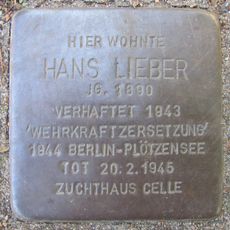 HIER WOHNTE
HANS LIEBER
JG. 1890
VERHAFTET 1943
'WEHRKRAFTZERSETZUNG'
1944 BERLIN-PLÖTZENSEE
TOT 20.2.1945
ZUCHTHAUS CELLE